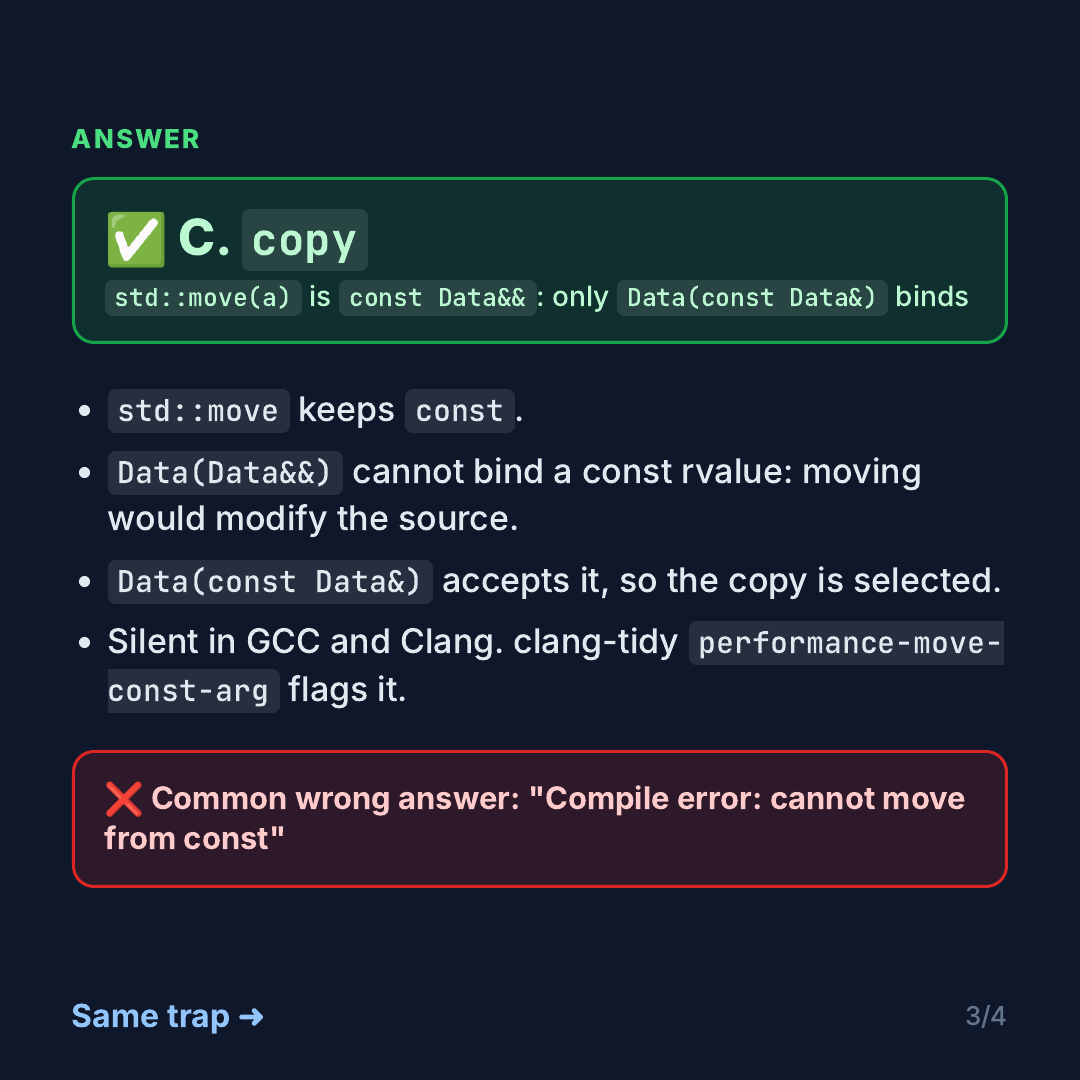 ANSWER
✅ C. copy
std::move(a) is const Data&&: only Data(const Data&) binds
• std::move keeps const.
• Data(Data&&) cannot bind a const rvalue: moving
would modify the source.
• Data(const Data&) accepts it, so the copy is selected.
• Silent in GCC and Clang. clang-tidy performance-move-
const-arg flags it.
❌ Common wrong answer: "Compile error: cannot move
from const"
Same trap ➜
3/4